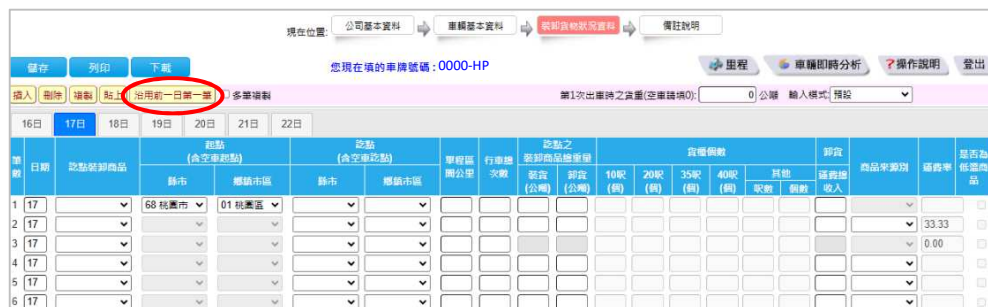 現在位置: 公司基本資料 車輛基本資料 裝卸貨物狀況資料 備註說明
儲存 列印 下載 您現在填的車牌號碼：0000-HP 里程 車輛即時分析 ?操作說明 登出
插入 刪除 複製 貼上 沿用前一日第一筆 多筆複製 第1次出車時之貨重(空車請填0): 0 公噸 輸入模式: 預設
16日 17日 18日 19日 20日 21日 22日
筆數 日期 訖點裝卸商品 起點(含空車起點) 訖點(含空車訖點) 單程區間公里 行車趟次數 訖點之裝卸商品總重量 貨櫃個數 卸貨 商品來源別 運費率 是否為低溫商品
縣市 鄉鎮市區 縣市 鄉鎮市區 裝貨(公噸) 卸貨(公噸) 10呎(個) 20呎(個) 35呎(個) 40呎(個) 其他 運費總收入
呎數 個數
1 17 68 桃園市 01 桃園區
2 17 33.33
3 17 0.00
4 17
5 17
6 17